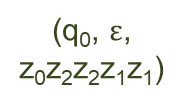 (q₀, ε,
z₀z₂z₂z₁z₁)